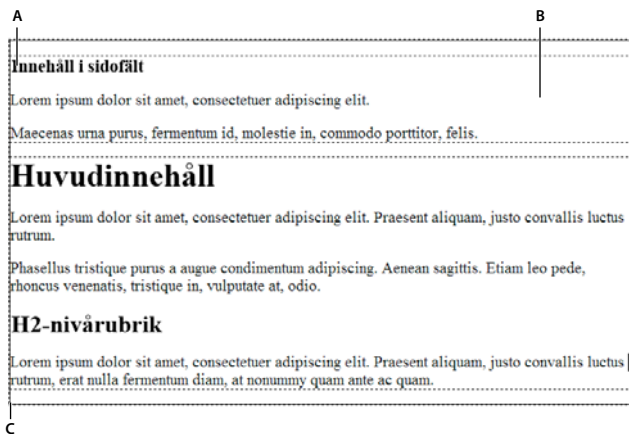 A
B
Innehåll i sidofält
Lorem ipsum dolor sit amet, consectetuer adipiscing elit.
Maecenas urna purus, fermentum id, molestie in, commodo porttitor, felis.
Huvudinnehåll
Lorem ipsum dolor sit amet, consectetuer adipiscing elit. Praesent aliquam, justo convallis luctus
rutrum.
Phasellus tristique purus a augue condimentum adipiscing. Aenean sagittis. Etiam leo pede,
rhoncus venenatis, tristique in, vulputate at, odio.
H2-nivårubrik
Lorem ipsum dolor sit amet, consectetuer adipiscing elit. Praesent aliquam, justo convallis luctus
rutrum, erat nulla fermentum diam, at nonummy quam ante ac quam.
C